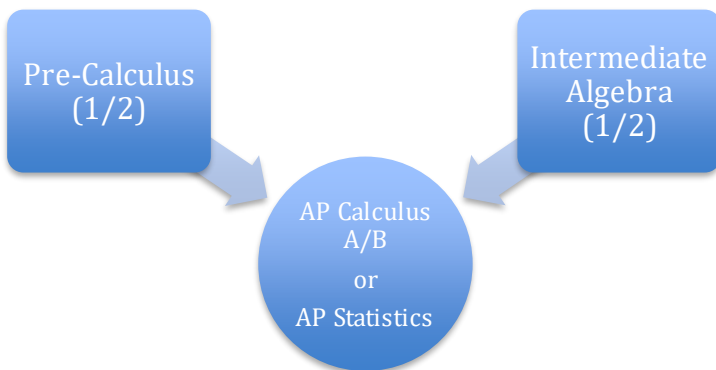 Pre-Calculus
(1/2)
Intermediate
Algebra
(1/2)
AP Calculus
A/B
or
AP Statistics